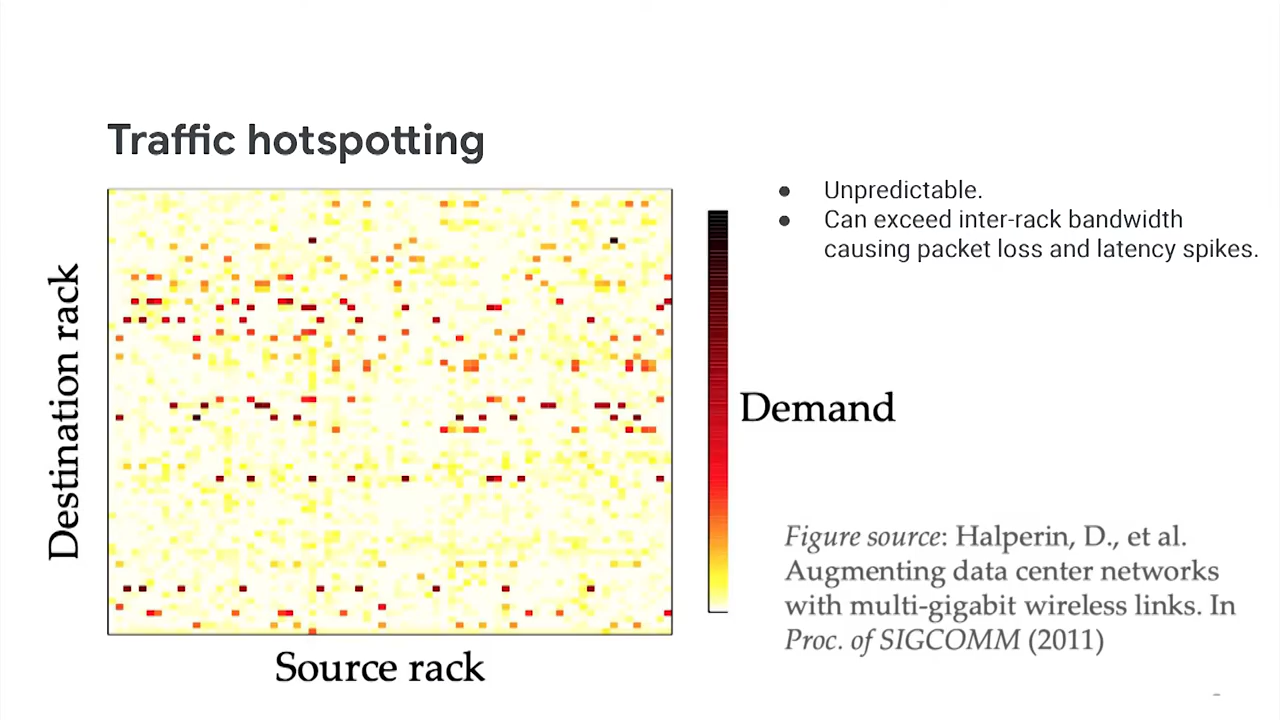 Traffic hotspotting
Destination rack
Source rack
Demand
● Unpredictable.
● Can exceed inter-rack bandwidth
causing packet loss and latency spikes.
Figure source: Halperin, D., et al.
Augmenting data center networks
with multi-gigabit wireless links. In
Proc. of SIGCOMM (2011)